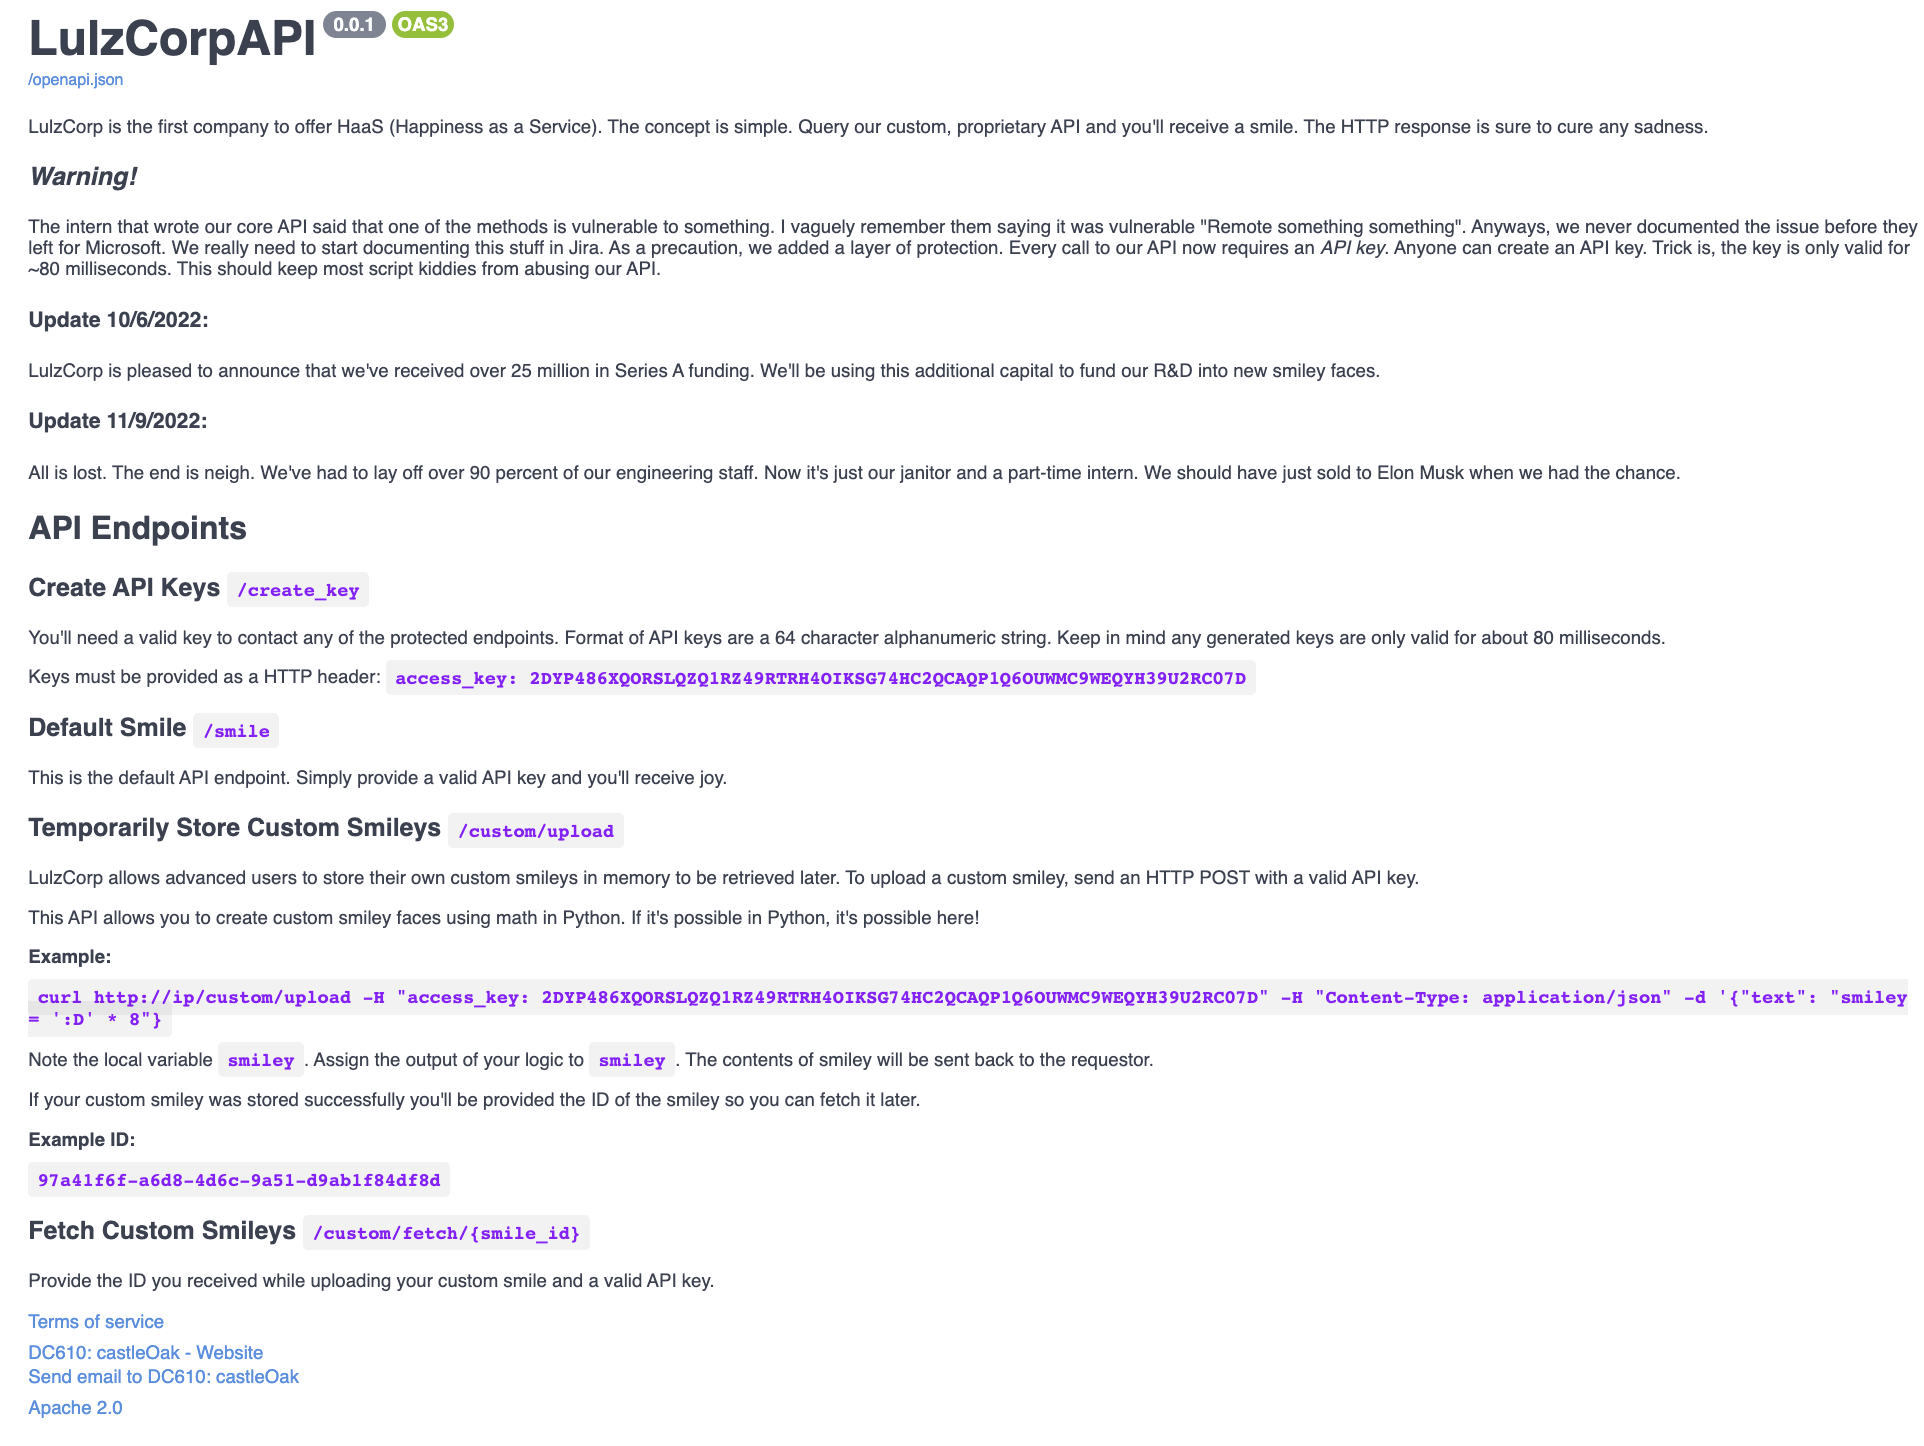 LulzCorpAPI 0.0.1 OAS3
/openapi.json
LulzCorp is the first company to offer HaaS (Happiness as a Service). The concept is simple. Query our custom, proprietary API and you'll receive a smile. The HTTP response is sure to cure any sadness.
Warning!
The intern that wrote our core API said that one of the methods is vulnerable to something. I vaguely remember them saying it was vulnerable "Remote something something". Anyways, we never documented the issue before they
left for Microsoft. We really need to start documenting this stuff in Jira. As a precaution, we added a layer of protection. Every call to our API now requires an API key. Anyone can create an API key. Trick is, the key is only valid for
~80 milliseconds. This should keep most script kiddies from abusing our API.
Update 10/6/2022:
LulzCorp is pleased to announce that we've received over 25 million in Series A funding. We'll be using this additional capital to fund our R&D into new smiley faces.
Update 11/9/2022:
All is lost. The end is neigh. We've had to lay off over 90 percent of our engineering staff. Now it's just our janitor and a part-time intern. We should have just sold to Elon Musk when we had the chance.
API Endpoints
Create API Keys /create_key
You'll need a valid key to contact any of the protected endpoints. Format of API keys are a 64 character alphanumeric string. Keep in mind any generated keys are only valid for about 80 milliseconds.
Keys must be provided as a HTTP header: access_key: 2DYP486XQORSLQZQ1RZ49RTRH4OIKSG74HC2QCAQP1Q6OUWMC9WEQYH39U2RC07D
Default Smile /smile
This is the default API endpoint. Simply provide a valid API key and you'll receive joy.
Temporarily Store Custom Smileys /custom/upload
LulzCorp allows advanced users to store their own custom smileys in memory to be retrieved later. To upload a custom smiley, send an HTTP POST with a valid API key.
This API allows you to create custom smiley faces using math in Python. If it's possible in Python, it's possible here!
Example:
curl http://ip/custom/upload -H "access_key: 2DYP486XQORSLQZQ1RZ49RTRH4OIKSG74HC2QCAQP1Q6OUWMC9WEQYH39U2RC07D" -H "Content-Type: application/json" -d '{"text": "smiley
= ':D' * 8"}
Note the local variable smiley. Assign the output of your logic to smiley. The contents of smiley will be sent back to the requestor.
If your custom smiley was stored successfully you'll be provided the ID of the smiley so you can fetch it later.
Example ID:
97a41f6f-a6d8-4d6c-9a51-d9ab1f84df8d
Fetch Custom Smileys /custom/fetch/{smile_id}
Provide the ID you received while uploading your custom smile and a valid API key.
Terms of service
DC610: castleOak - Website
Send email to DC610: castleOak
Apache 2.0